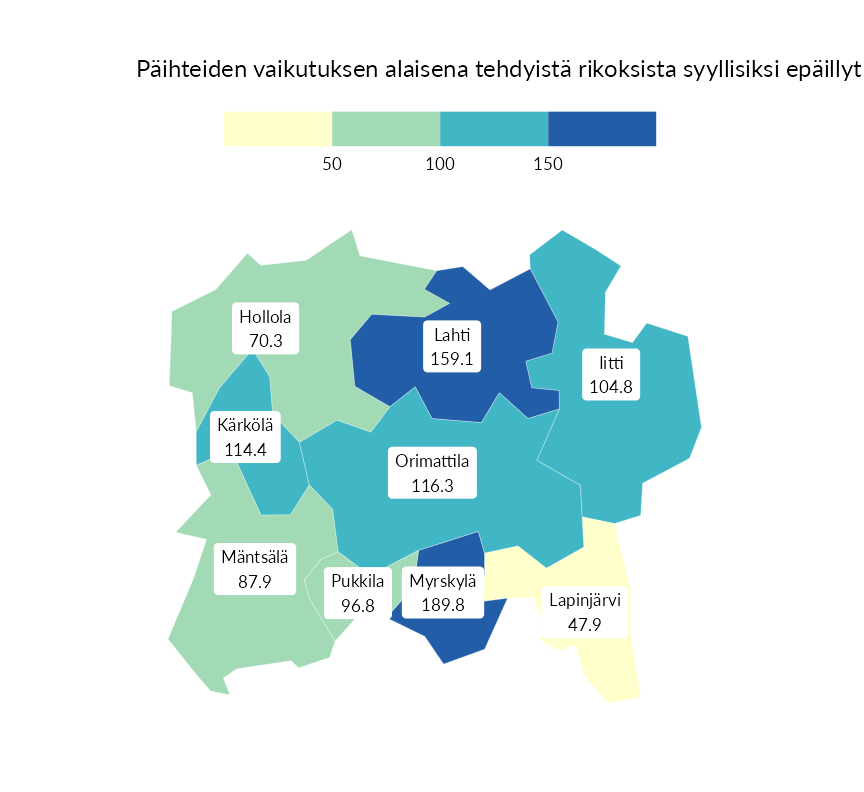 Päihteiden vaikutuksen alaisena tehdyistä rikoksista syyllisiksi epäillyt
50 100 150
Hollola
70.3
Lahti
159.1
Iitti
104.8
Kärkölä
114.4
Orimattila
116.3
Mäntsälä
87.9
Pukkila
96.8
Myrskylä
189.8
Lapinjärvi
47.9